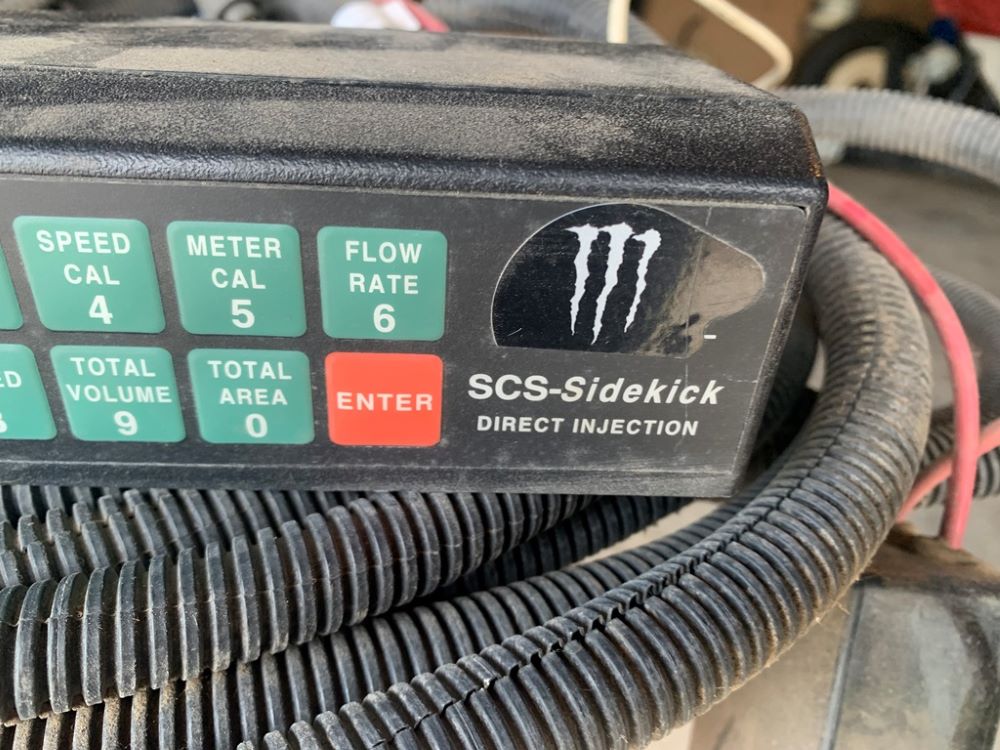 SPEED
CAL
4
METER
CAL
5
FLOW
RATE
6
TOTAL
VOLUME
9
TOTAL
AREA
0
ENTER
SCS-Sidekick
DIRECT INJECTION